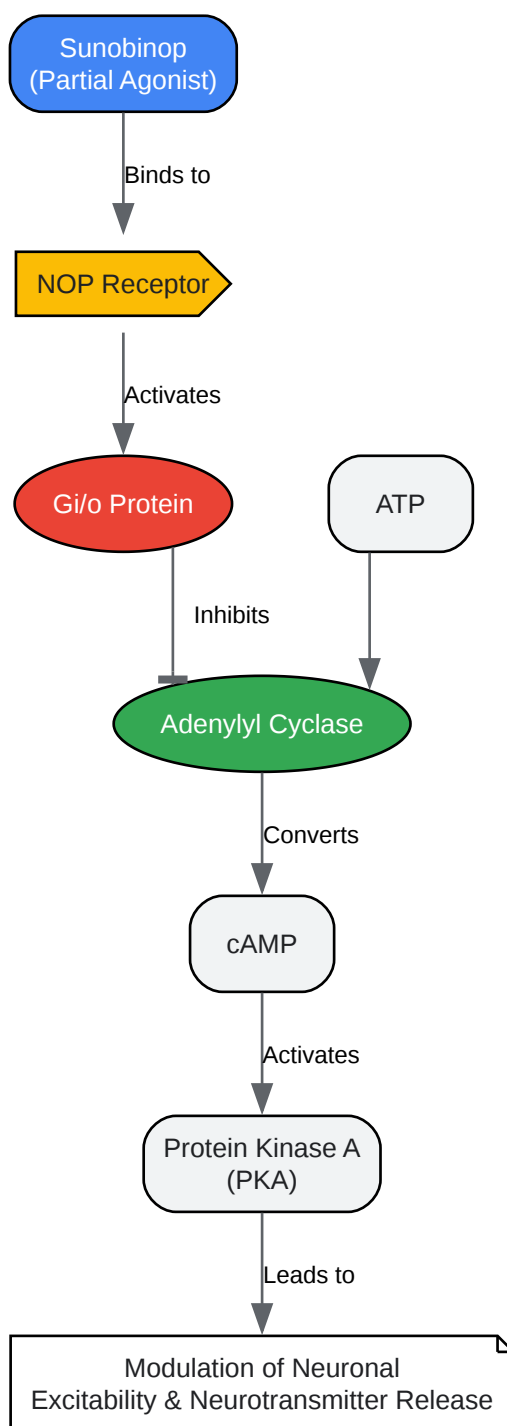 Sunobinop
(Partial Agonist)
Binds to
NOP Receptor
Activates
Gi/o Protein
ATP
Inhibits
Adenylyl Cyclase
Converts
cAMP
Activates
Protein Kinase A
(PKA)
Leads to
Modulation of Neuronal
Excitability & Neurotransmitter Release